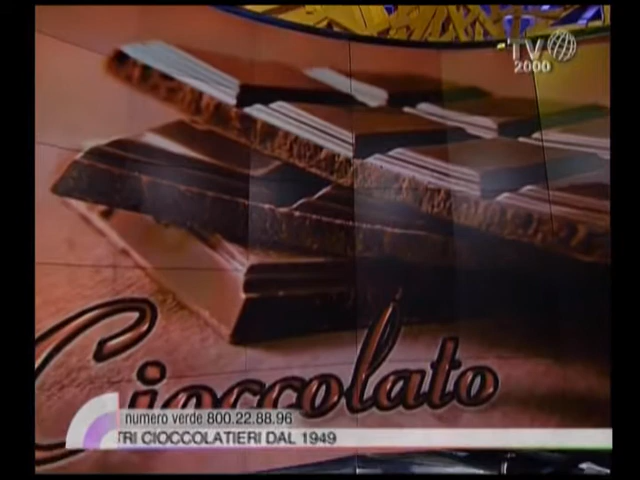 TV
2000
Cioccolato
numero verde 800.22.88.96
TRI CIOCCOLATIERI DAL 1949